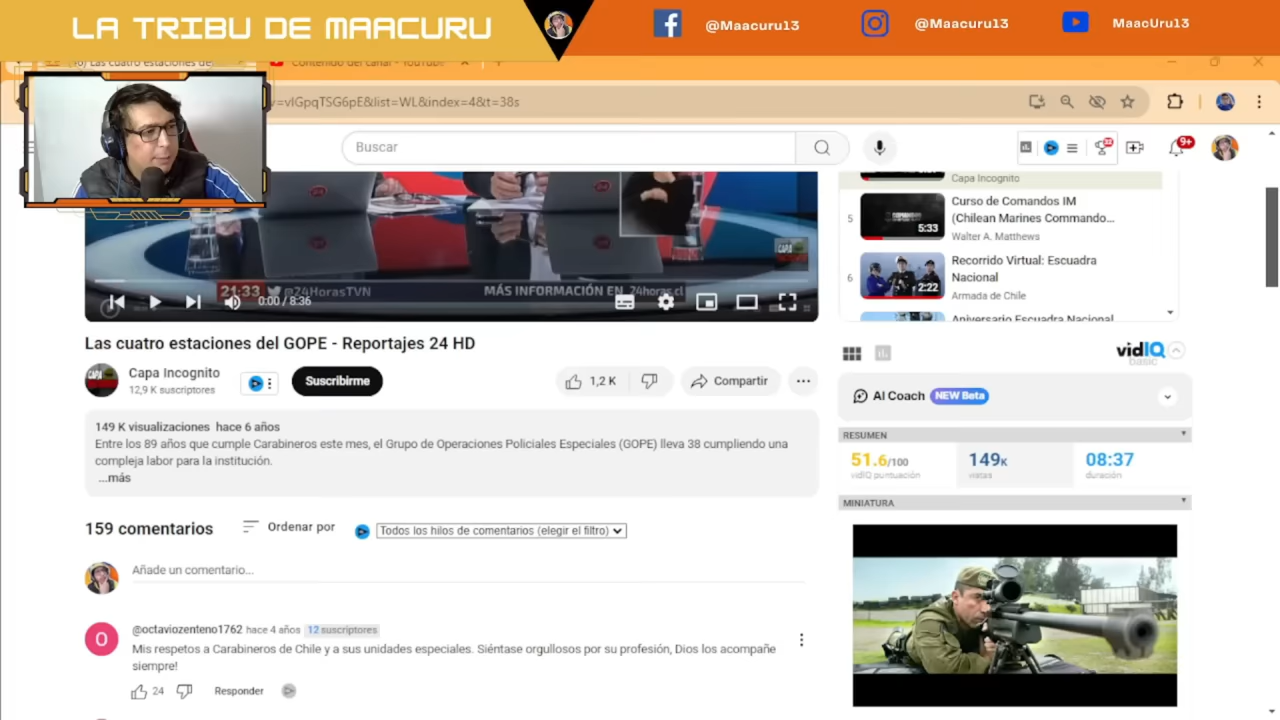 LA TRIBU DE MAACURU
@Maacuru13
@Maacuru13
MaacUru13
Las cuatro estaciones de
Contenido del canal - YouTube
v=vIGpqTSG6pE&list=WL&index=4&t=38s
Buscar
9+
21:33
@24HorasTVN
MÁS INFORMACIÓN EN 24horas.cl
0:00 / 8:36
Capa Incognito
5
5:33
Curso de Comandos IM
(Chilean Marines Commando...
Walter A. Matthews
6
2:22
Recorrido Virtual: Escuadra
Nacional
Armada de Chile
Aniversario Escuadra Nacional
Las cuatro estaciones del GOPE - Reportajes 24 HD
Capa Incognito
12,9 K suscriptores
Suscribirme
1,2 K
Compartir
149 K visualizaciones hace 6 años
Entre los 89 años que cumple Carabineros este mes, el Grupo de Operaciones Policiales Especiales (GOPE) lleva 38 cumpliendo una
compleja labor para la institución.
...más
159 comentarios
Ordenar por
Todos los hilos de comentarios (elegir el filtro)
Añade un comentario...
O
@octaviozenteno1762 hace 4 años 12 suscriptores
Mis respetos a Carabineros de Chile y a sus unidades especiales. Siéntase orgullosos por su profesión, Dios los acompañe
siempre!
24
Responder
vidIQ
basic
AI Coach NEW Beta
RESUMEN
51.6/100
vidIQ puntuación
149K
vistas
08:37
duración
MINIATURA